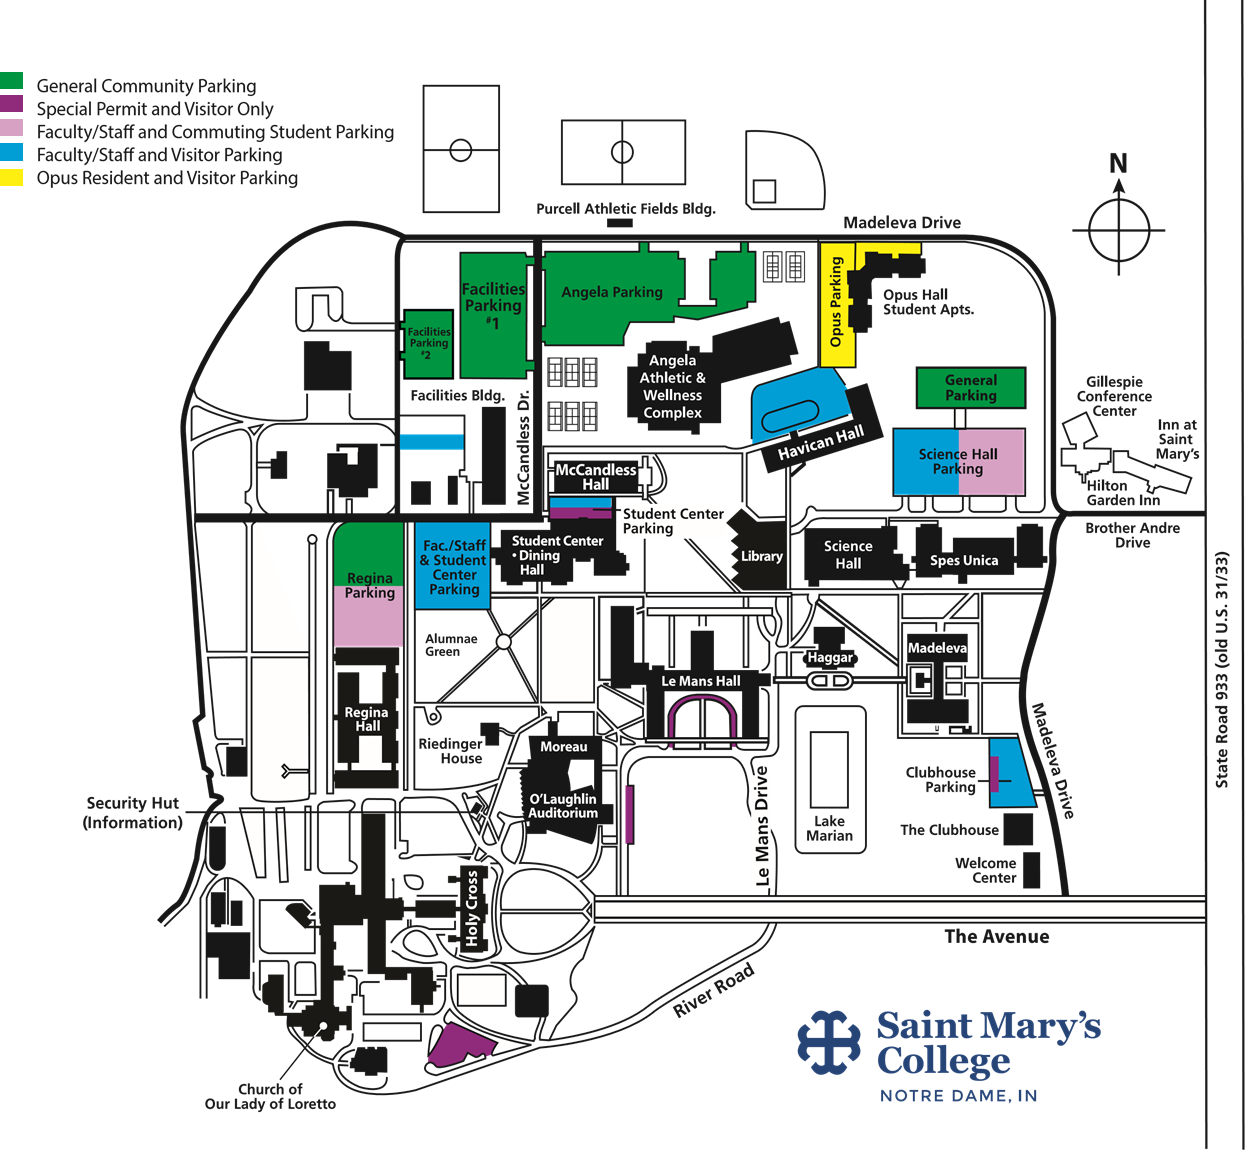 General Community Parking
Special Permit and Visitor Only
Faculty/Staff and Commuting Student Parking
Faculty/Staff and Visitor Parking
Opus Resident and Visitor Parking
N
Purcell Athletic Fields Bldg.
Madeleva Drive
Facilities
Parking
#1
Angela Parking
Opus Parking
Opus Hall
Student Apts.
Facilities
Parking
#2
Angela
Athletic &
Wellness
Complex
General
Parking
Gillespie
Conference
Center
Inn at
Saint
Mary's
Hilton
Garden Inn
Facilities Bldg.
McCandless Dr.
Havican Hall
Science Hall
Parking
McCandless
Hall
Student Center
Parking
Brother Andre
Drive
Fac./Staff
& Student
Center
Parking
Student Center
• Dining
Hall
Library
Science
Hall
Spes Unica
Regina
Parking
State Road 933 (old U.S. 31/33)
Alumnae
Green
Haggar
Madeleva
Le Mans Hall
Regina
Hall
Riedinger
House
Moreau
Madeleva Drive
Security Hut
(Information)
O'Laughlin
Auditorium
Le Mans Drive
Lake
Marian
Clubhouse
Parking
The Clubhouse
Welcome
Center
Holy Cross
The Avenue
River Road
Church of
Our Lady of Loretto
Saint Mary's
College
NOTRE DAME, IN